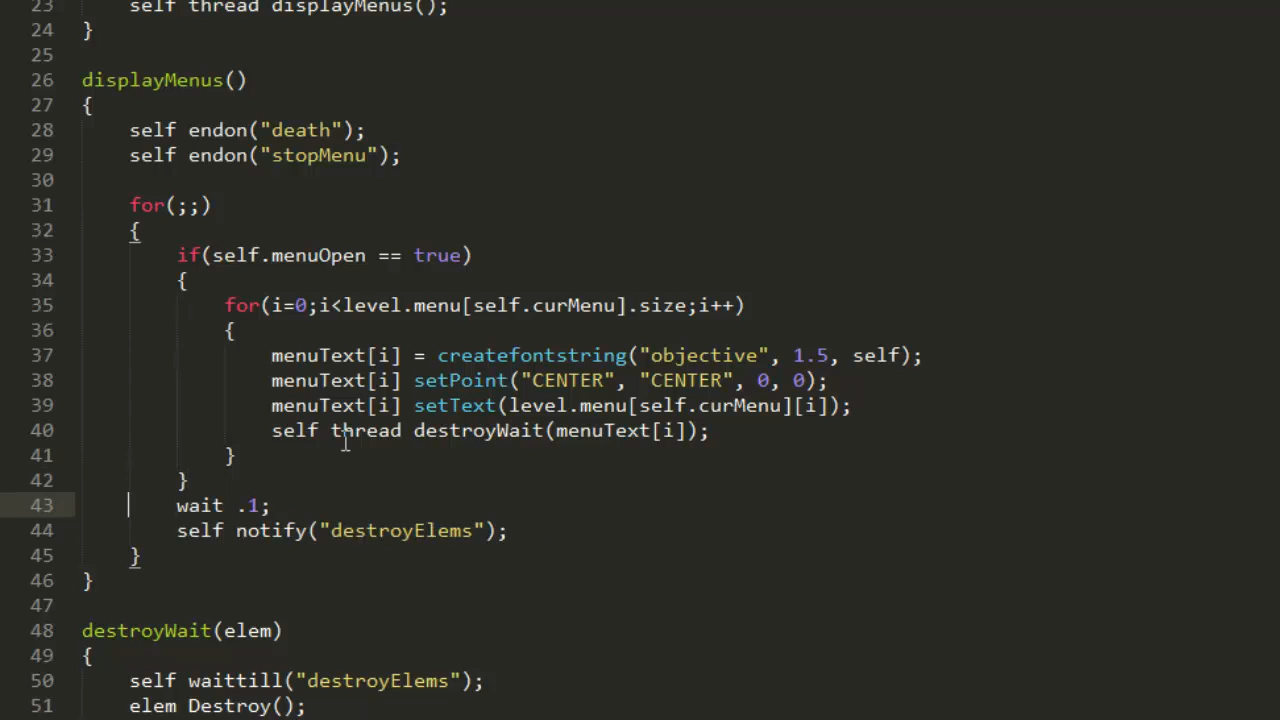 23 self thread displayMenus();
24 }
25
26 displayMenus()
27 {
28 self endon("death");
29 self endon("stopMenu");
30
31 for(;;)
32 {
33 if(self.menuOpen == true)
34 {
35 for(i=0;i<level.menu[self.curMenu].size;i++)
36 {
37 menuText[i] = createfontstring("objective", 1.5, self);
38 menuText[i] setPoint("CENTER", "CENTER", 0, 0);
39 menuText[i] setText(level.menu[self.curMenu][i]);
40 self thread destroyWait(menuText[i]);
41 }
42 }
43 wait .1;
44 self notify("destroyElems");
45 }
46 }
47
48 destroyWait(elem)
49 {
50 self waittill("destroyElems");
51 elem Destroy();